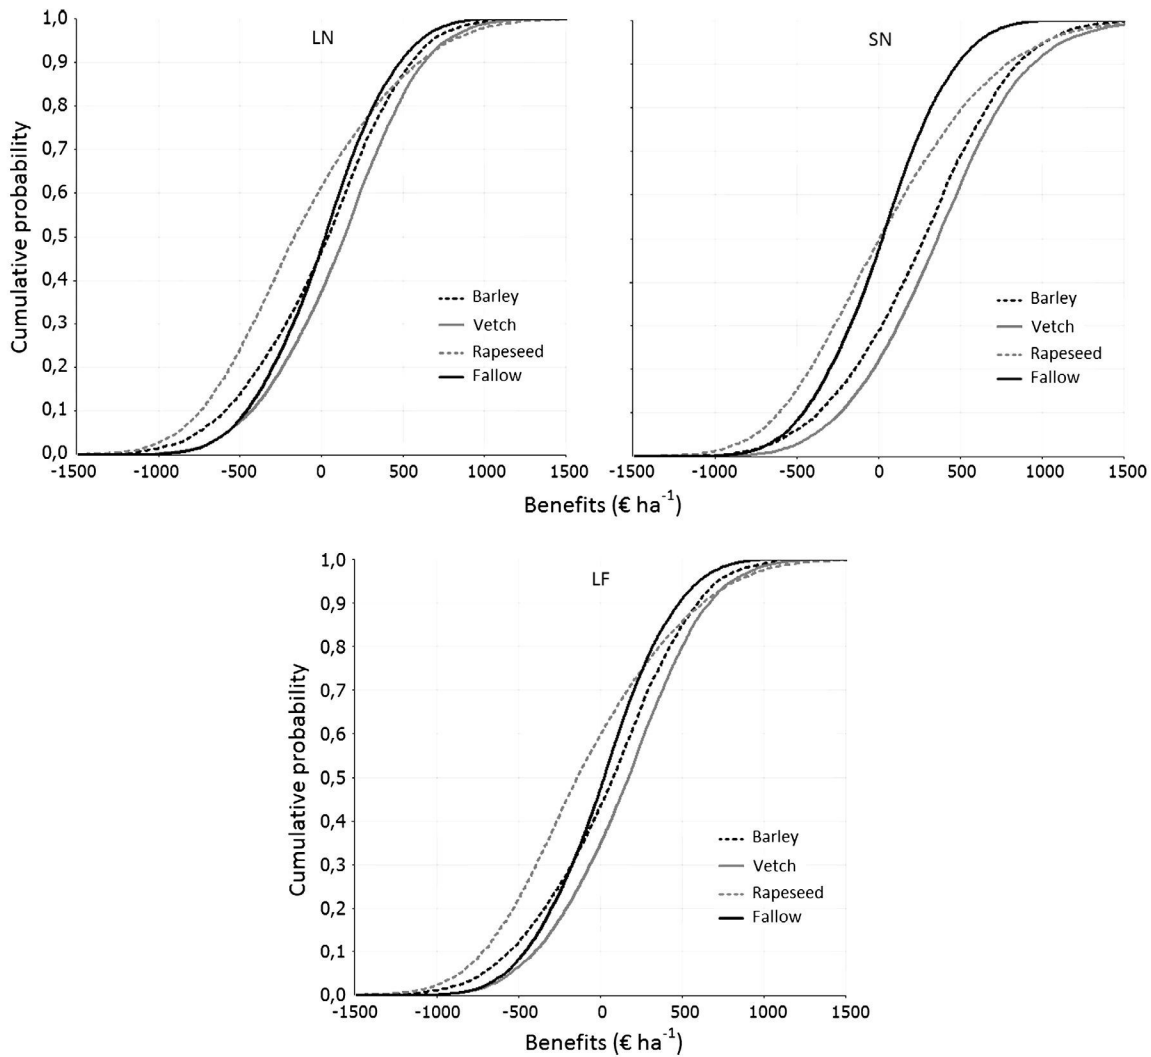 LN
Cumulative probability
1,0
0,9
0,8
0,7
0,6
0,5
0,4
0,3
0,2
0,1
0,0
-1500 -1000 -500 0 500 1000 1500
Barley
Vetch
Rapeseed
Fallow
SN
-1500 -1000 -500 0 500 1000 1500
Barley
Vetch
Rapeseed
Fallow
Benefits (€ ha⁻¹)
LF
Cumulative probability
1,0
0,9
0,8
0,7
0,6
0,5
0,4
0,3
0,2
0,1
0,0
-1500 -1000 -500 0 500 1000 1500
Barley
Vetch
Rapeseed
Fallow
Benefits (€ ha⁻¹)